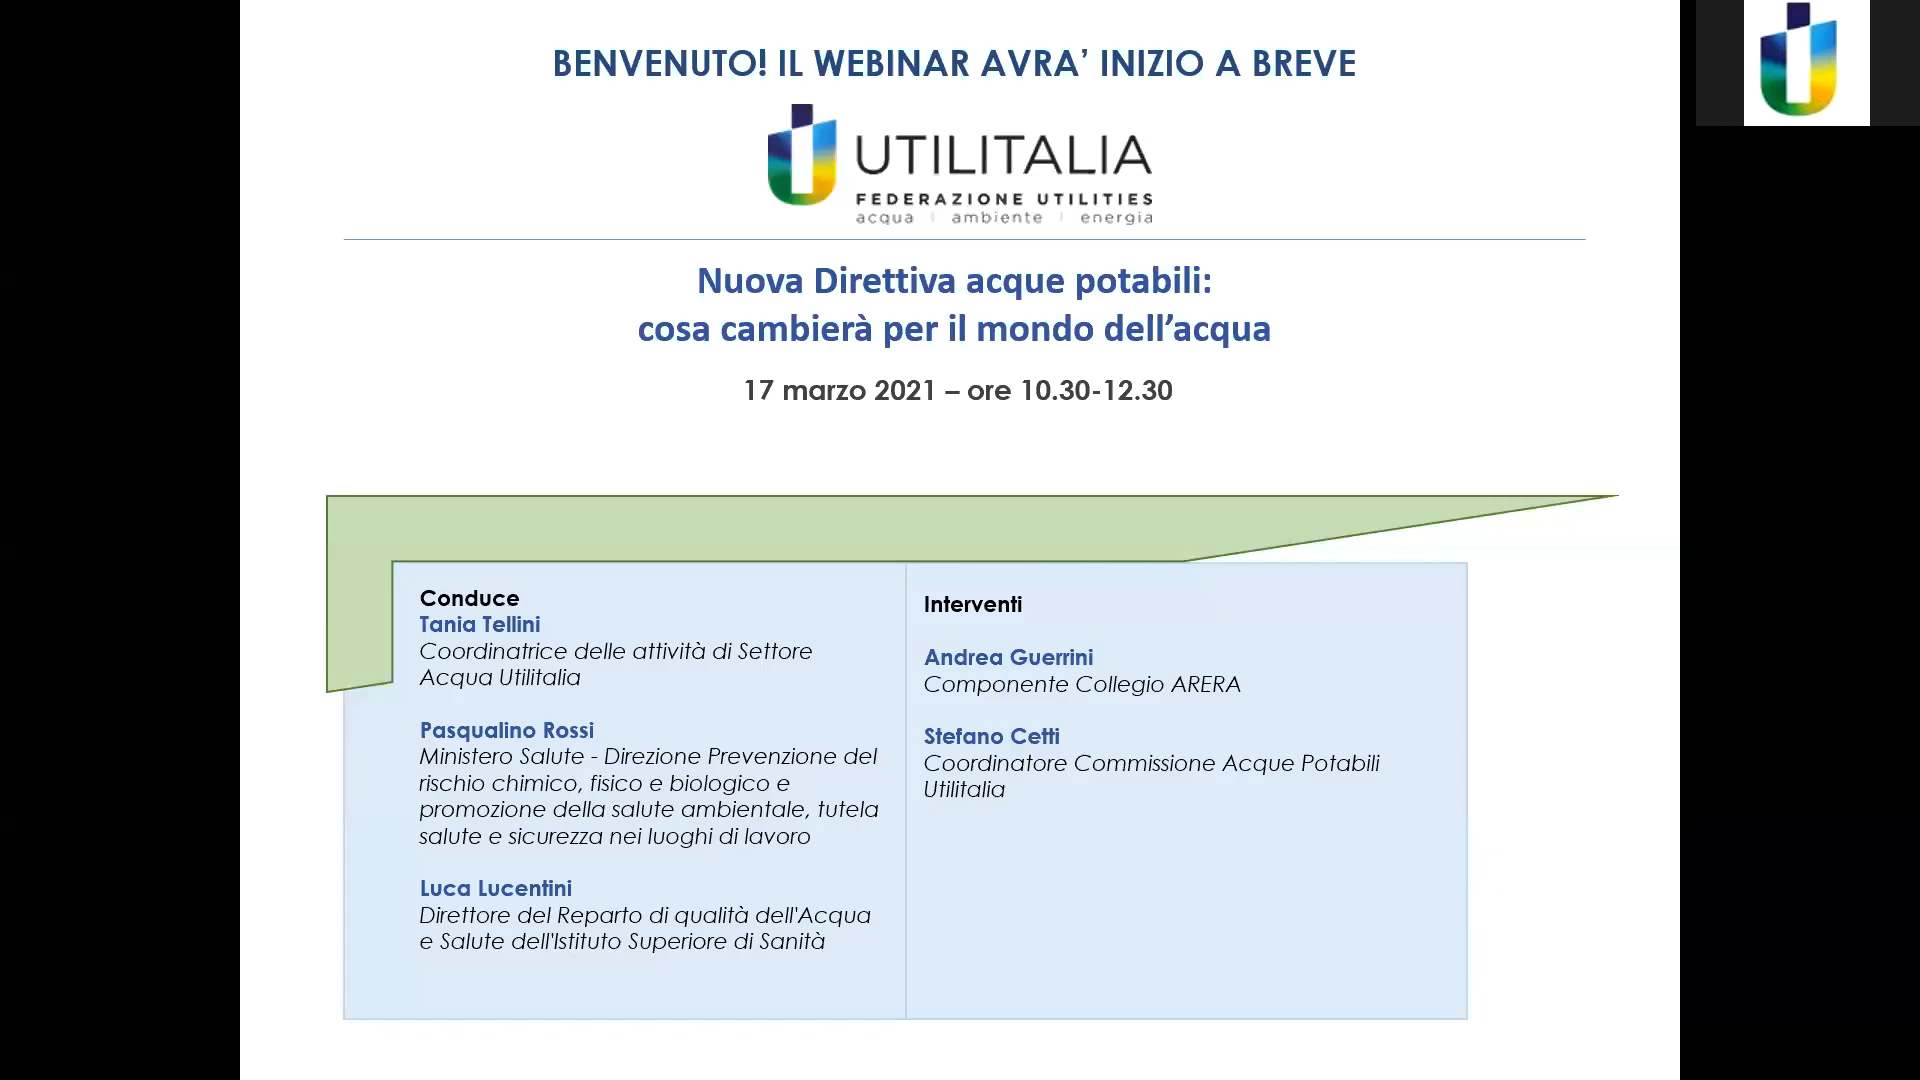 BENVENUTO! IL WEBINAR AVRA’ INIZIO A BREVE
UTILITALIA
FEDERAZIONE UTILITIES
acqua | ambiente | energia
Nuova Direttiva acque potabili:
cosa cambierà per il mondo dell’acqua
17 marzo 2021 – ore 10.30-12.30
Conduce
Tania Tellini
Coordinatrice delle attività di Settore
Acqua Utilitalia
Pasqualino Rossi
Ministero Salute - Direzione Prevenzione del
rischio chimico, fisico e biologico e
promozione della salute ambientale, tutela
salute e sicurezza nei luoghi di lavoro
Luca Lucentini
Direttore del Reparto di qualità dell'Acqua
e Salute dell'Istituto Superiore di Sanità
Interventi
Andrea Guerrini
Componente Collegio ARERA
Stefano Cetti
Coordinatore Commissione Acque Potabili
Utilitalia